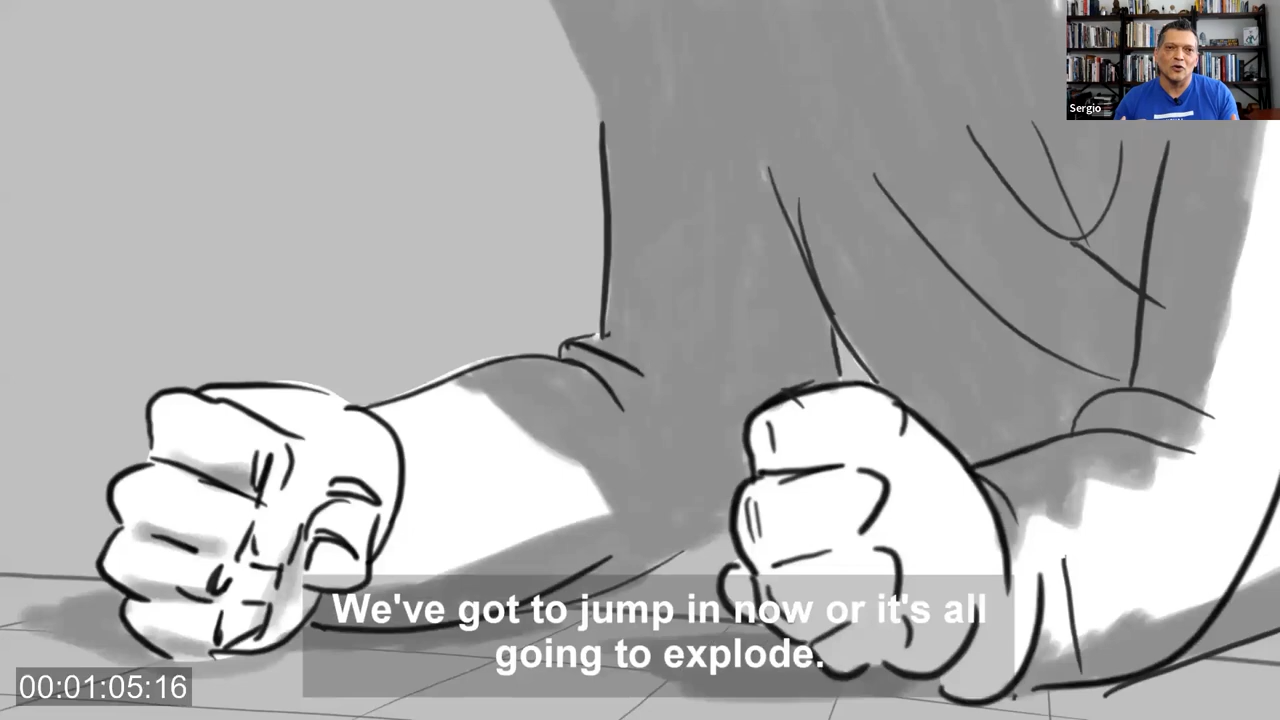 Sergio
We've got to jump in now or it's all
going to explode.
00:01:05:16